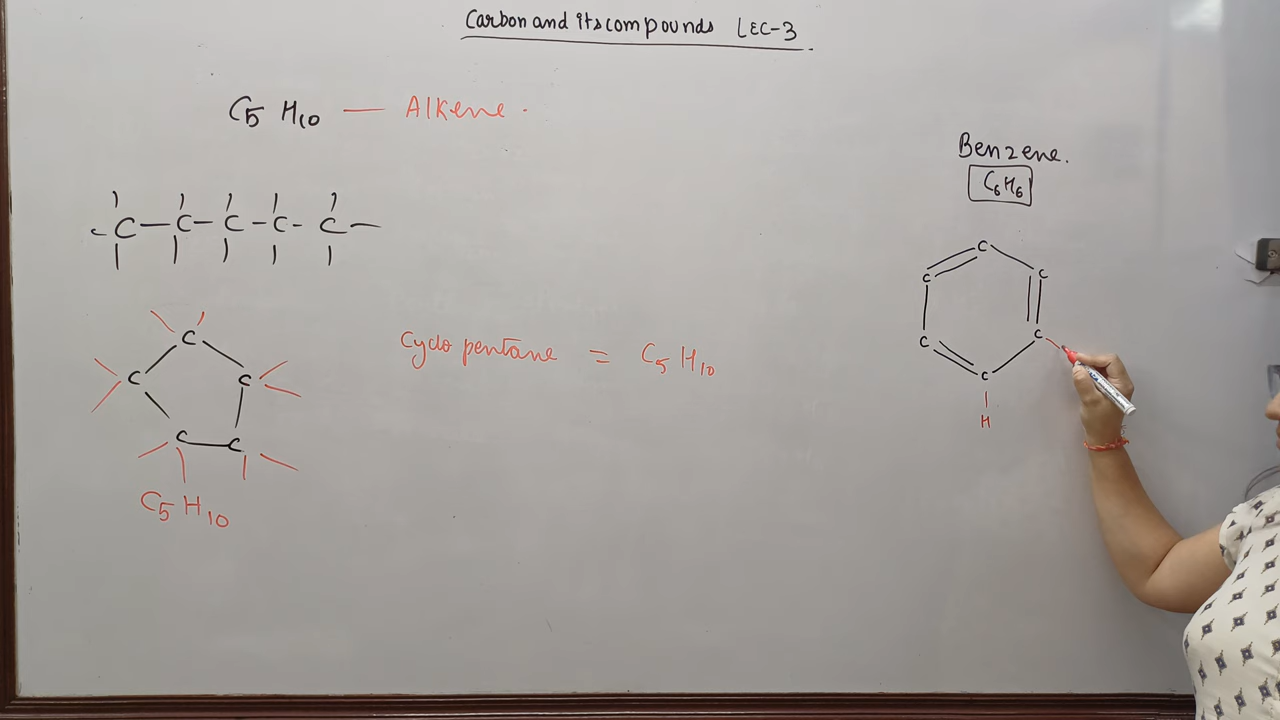 Carbon and its compounds LEC-3
C5 H10 — Alkene.
Benzene.
C6H6
- C - C - C - C - C -
C
C C
C C
Cyclo pentane = C5 H10
C5 H10
C
C C
C C
C
H